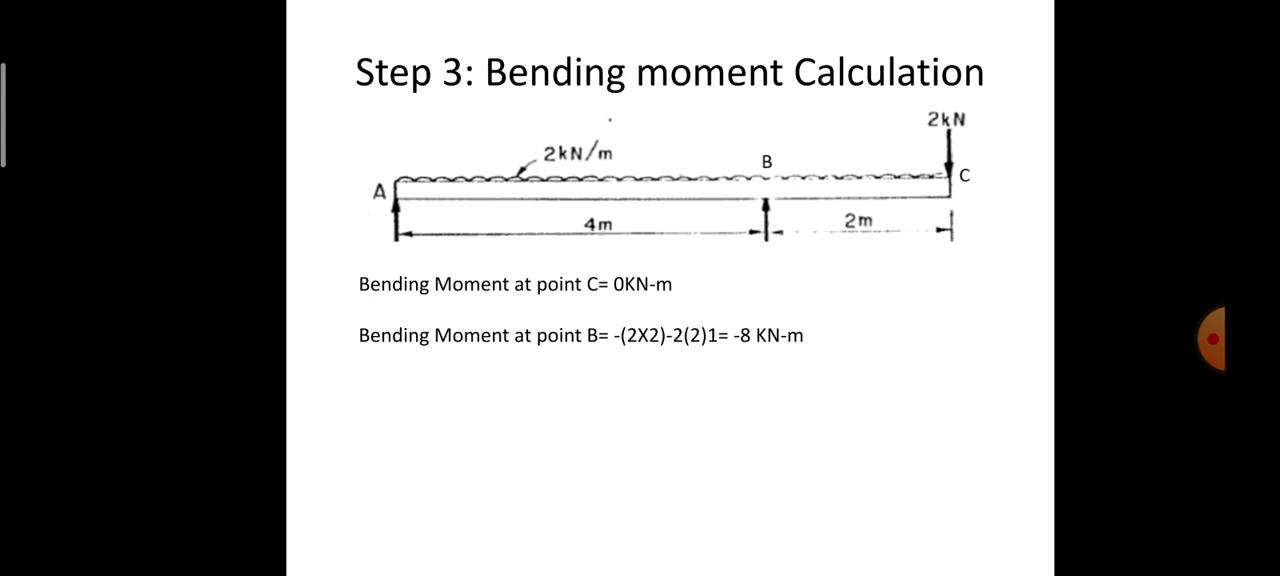 Step 3: Bending moment Calculation
2kN
2kN/m
B
C
A
4m
2m
Bending Moment at point C= 0KN-m
Bending Moment at point B= -(2X2)-2(2)1= -8 KN-m